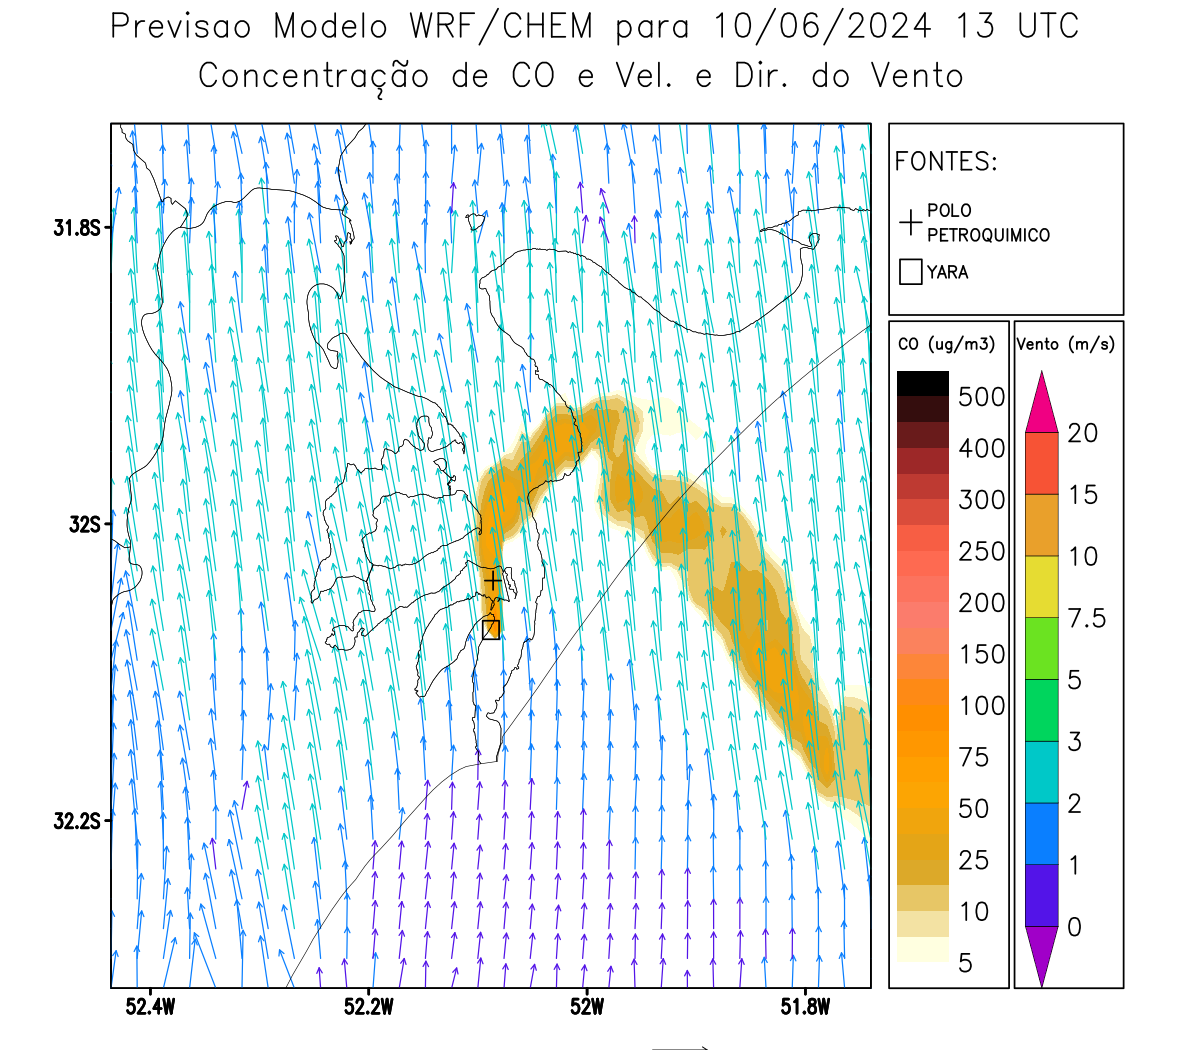 Previsao Modelo WRF/CHEM para 10/06/2024 13 UTC
Concentração de CO e Vel. e Dir. do Vento
FONTES:
POLO
PETROQUIMICO
YARA
CO (ug/m3)
500
400
300
250
200
150
100
75
50
25
10
5
Vento (m/s)
20
15
10
7.5
5
3
2
1
0
31.8S
32S
32.2S
52.4W
52.2W
52W
51.8W